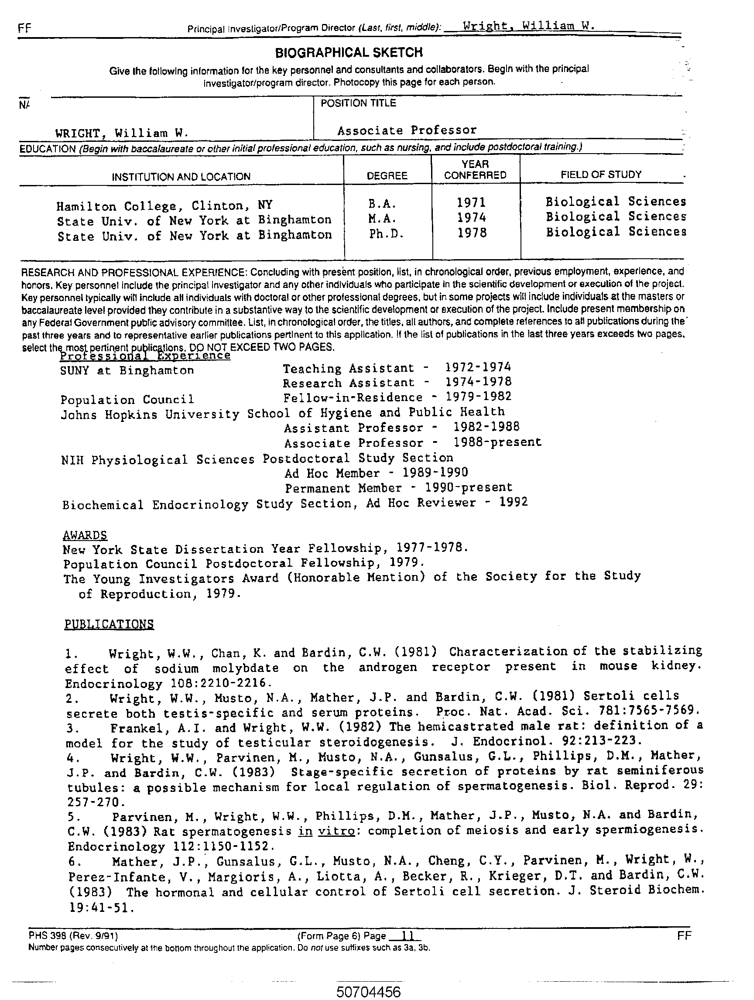 FF
Principal Investigator/Program Director (Last, first, middle): Wright, William W.
BIOGRAPHICAL SKETCH
Give the following information for the key personnel and consultants and collaborators. Begin with the principal
investigator/program director. Photocopy this page for each person.
POSITION TITLE
WRIGHT, William W.
Associate Professor
EDUCATION (Begin with baccalaureate or other initial professional education, such as nursing, and include postdoctoral training.)
INSTITUTION AND LOCATION DEGREE YEAR CONFERRED FIELD OF STUDY
Hamilton College, Clinton, NY B.A. 1971 Biological Sciences
State Univ. of New York at Binghamton M.A. 1974 Biological Sciences
State Univ. of New York at Binghamton Ph.D. 1978 Biological Sciences
RESEARCH AND PROFESSIONAL EXPERIENCE: Concluding with present position, list, in chronological order, previous employment, experience, and
honors. Key personnel include the principal investigator and any other individuals who participate in the scientific development or execution of the project.
Key personnel typically will include all individuals with doctoral or other professional degrees, but in some projects will include individuals at the masters or
baccalaureate level provided they contribute in a substantive way to the scientific development or execution of the project. Include present membership on
any Federal Government public advisory committee. List, in chronological order, the titles, all authors, and complete references to all publications during the
past three years and to representative earlier publications pertinent to this application. If the list of publications in the last three years exceeds two pages,
select the most pertinent publications. DO NOT EXCEED TWO PAGES.
Professional Experience
SUNY at Binghamton Teaching Assistant - 1972-1974
Research Assistant - 1974-1978
Population Council Fellow-in-Residence - 1979-1982
Johns Hopkins University School of Hygiene and Public Health
Assistant Professor - 1982-1988
Associate Professor - 1988-present
NIH Physiological Sciences Postdoctoral Study Section
Ad Hoc Member - 1989-1990
Permanent Member - 1990-present
Biochemical Endocrinology Study Section, Ad Hoc Reviewer - 1992
AWARDS
New York State Dissertation Year Fellowship, 1977-1978.
Population Council Postdoctoral Fellowship, 1979.
The Young Investigators Award (Honorable Mention) of the Society for the Study
of Reproduction, 1979.
PUBLICATIONS
1. Wright, W.W., Chan, K. and Bardin, C.W. (1981) Characterization of the stabilizing
effect of sodium molybdate on the androgen receptor present in mouse kidney.
Endocrinology 108:2210-2216.
2. Wright, W.W., Musto, N.A., Mather, J.P. and Bardin, C.W. (1981) Sertoli cells
secrete both testis-specific and serum proteins. Proc. Nat. Acad. Sci. 781:7565-7569.
3. Frankel, A.I. and Wright, W.W. (1982) The hemicastrated male rat: definition of a
model for the study of testicular steroidogenesis. J. Endocrinol. 92:213-223.
4. Wright, W.W., Parvinen, M., Musto, N.A., Gunsalus, G.L., Phillips, D.M., Mather,
J.P. and Bardin, C.W. (1983) Stage-specific secretion of proteins by rat seminiferous
tubules: a possible mechanism for local regulation of spermatogenesis. Biol. Reprod. 29:
257-270.
5. Parvinen, M., Wright, W.W., Phillips, D.M., Mather, J.P., Musto, N.A. and Bardin,
C.W. (1983) Rat spermatogenesis in vitro: completion of meiosis and early spermiogenesis.
Endocrinology 112:1150-1152.
6. Mather, J.P., Gunsalus, G.L., Musto, N.A., Cheng, C.Y., Parvinen, M., Wright, W.,
Perez-Infante, V., Margioris, A., Liotta, A., Becker, R., Krieger, D.T. and Bardin, C.W.
(1983) The hormonal and cellular control of Sertoli cell secretion. J. Steroid Biochem.
19:41-51.
PHS 398 (Rev. 9/91) (Form Page 6) Page 11 FF
Number pages consecutively at the bottom throughout the application. Do not use suffixes such as 3a, 3b.
50704456